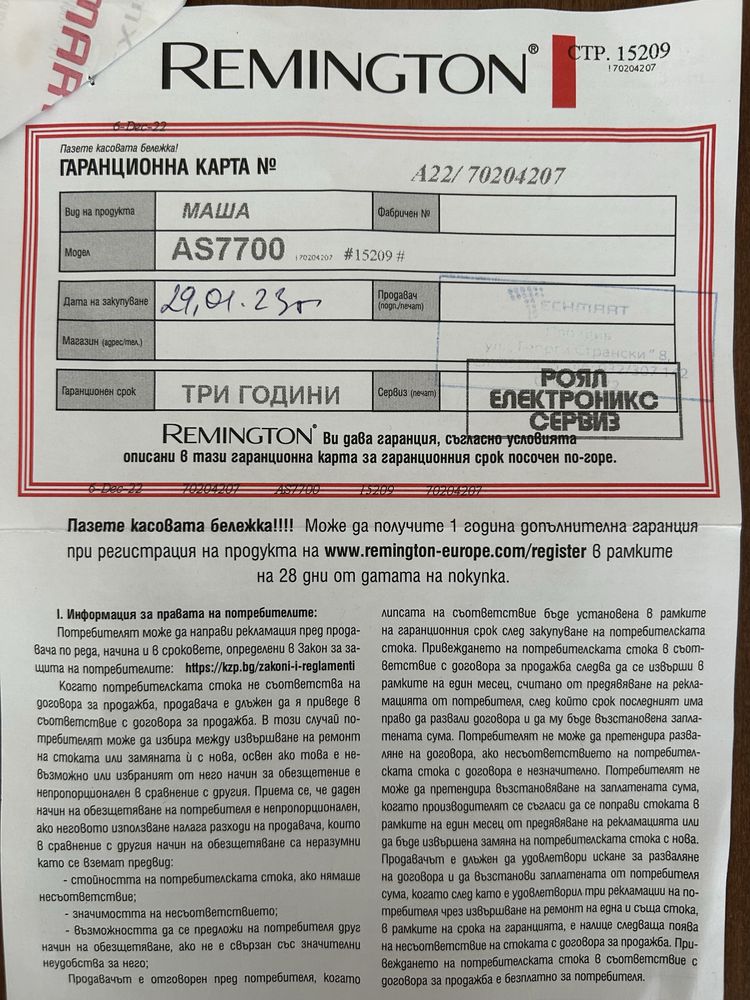 REMINGTON®
СТР. 15209
170204207
6-Dec-22
Пазете касовата бележка!
ГАРАНЦИОННА КАРТА №
A22/ 70204207
Вид на продукта
МАША
Фабричен №
Модел
AS7700
170204207
#15209 #
Дата на закупуване
29,01.23г
Продавач
(подп./печат)
Магазин (адрес/тел.)
Гаранционен срок
ТРИ ГОДИНИ
Сервиз (печат)
РОЯЛ
ЕЛЕКТРОНИКС
СЕРВИЗ
REMINGTON® Ви дава гаранция, съгласно условията
описани в тази гаранционна карта за гаранционния срок посочен по-горе.
6-Dec-22 70204207 AS7700 15209 70204207
Пазете касовата бележка!!!! Може да получите 1 година допълнителна гаранция
при регистрация на продукта на www.remington-europe.com/register в рамките
на 28 дни от датата на покупка.
I. Информация за правата на потребителите:
Потребителят може да направи рекламация пред прода-
вача по реда, начина и в сроковете, определени в Закон за за-
щита на потребителите: https://kzp.bg/zakoni-i-reglamenti
Когато потребителската стока не съответства на
договора за продажба, продавача е длъжен да я приведе в
съответствие с договора за продажба. В този случай по-
требителят може да избира между извършване на ремонт
на стоката или замяната ѝ с нова, освен ако това е не-
възможно или избраният от него начин за обезщетение е
непропорционален в сравнение с другия. Приема се, че даден
начин на обезщетяване на потребителя е непропорционален,
ако неговото използване налага разходи на продавача, които
в сравнение с другия начин на обезщетяване са неразумни
като се вземат предвид:
- стойността на потребителската стока, ако нямаше
несъответствие;
- значимостта на несъответствието;
- възможността да се предложи на потребителя друг
начин на обезщетяване, ако не е свързан със значителни
неудобства за него;
Продавачът е отговорен пред потребителя, когато
липсата на съответствие бъде установена в рамките
на гаранционния срок след закупуване на потребителската
стока. Привеждането на потребителската стока в съот-
ветствие с договора за продажба следва да се извърши в
рамките на един месец, считано от предявяване на рекла-
мацията от потребителя, след който срок последният има
право да развали договора и да му бъде възстановена запла-
тената сума. Потребителят не може да претендира разва-
ляне на договора, ако несъответствието на потребител-
ската стока с договора е незначително. Потребителят не
може да претендира възстановяване на заплатената сума,
когато производителят се съгласи да се поправи стоката в
рамките на един месец от предявяване на рекламацията или
да бъде извършена замяна на потребителската стока с нова.
Продавачът е длъжен да удовлетвори искане за разваляне
на договора и да възстанови заплатената от потребителя
сума, когато след като е удовлетворил три рекламации на по-
требителя чрез извършване на ремонт на една и съща стока,
в рамките на срока на гаранцията, е налице следваща поява
на несъответствие на стоката с договора за продажба. При-
веждането на потребителската стока в съответствие с
договора за продажба е безплатно за потребителя.